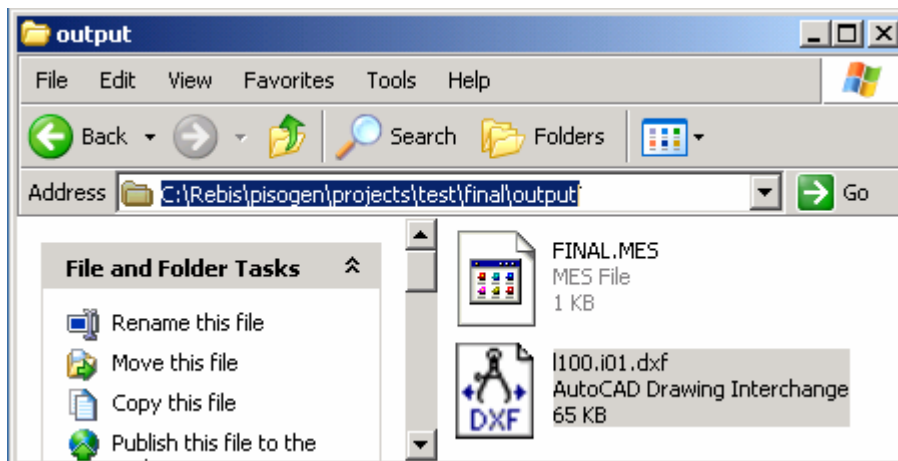 output
File Edit View Favorites Tools Help
Back Search Folders
Address C:\Rebis\pisogen\projects\test\final\output Go
File and Folder Tasks
Rename this file
Move this file
Copy this file
Publish this file to the
FINAL.MES
MES File
1 KB
l100.i01.dxf
AutoCAD Drawing Interchange
65 KB
DXF